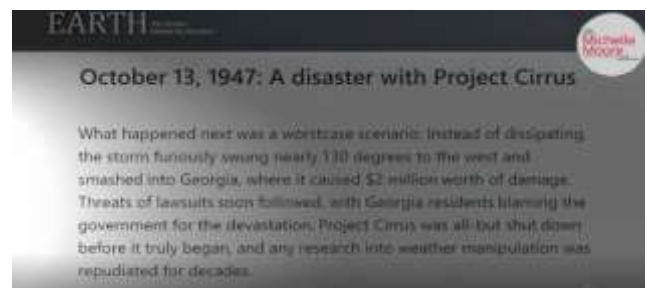 EARTH
Michelle
Moore
October 13, 1947: A disaster with Project Cirrus
What happened next was a worstcase scenario: Instead of dissipating,
the storm furiously swung nearly 130 degrees to the west and
smashed into Georgia, where it caused $2 million worth of damage.
Threats of lawsuits soon followed, with Georgia residents blaming the
government for the devastation. Project Cirrus was all-but shut down
before it truly began, and any research into weather manipulation was
repudiated for decades.